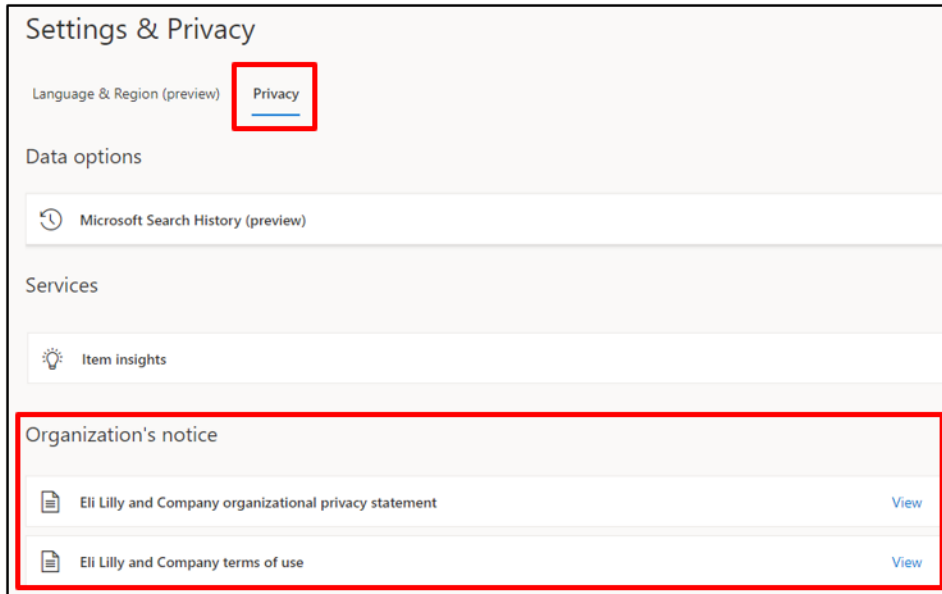 Settings & Privacy
Language & Region (preview) Privacy
Data options
Microsoft Search History (preview)
Services
Item insights
Organization's notice
Eli Lilly and Company organizational privacy statement View
Eli Lilly and Company terms of use View